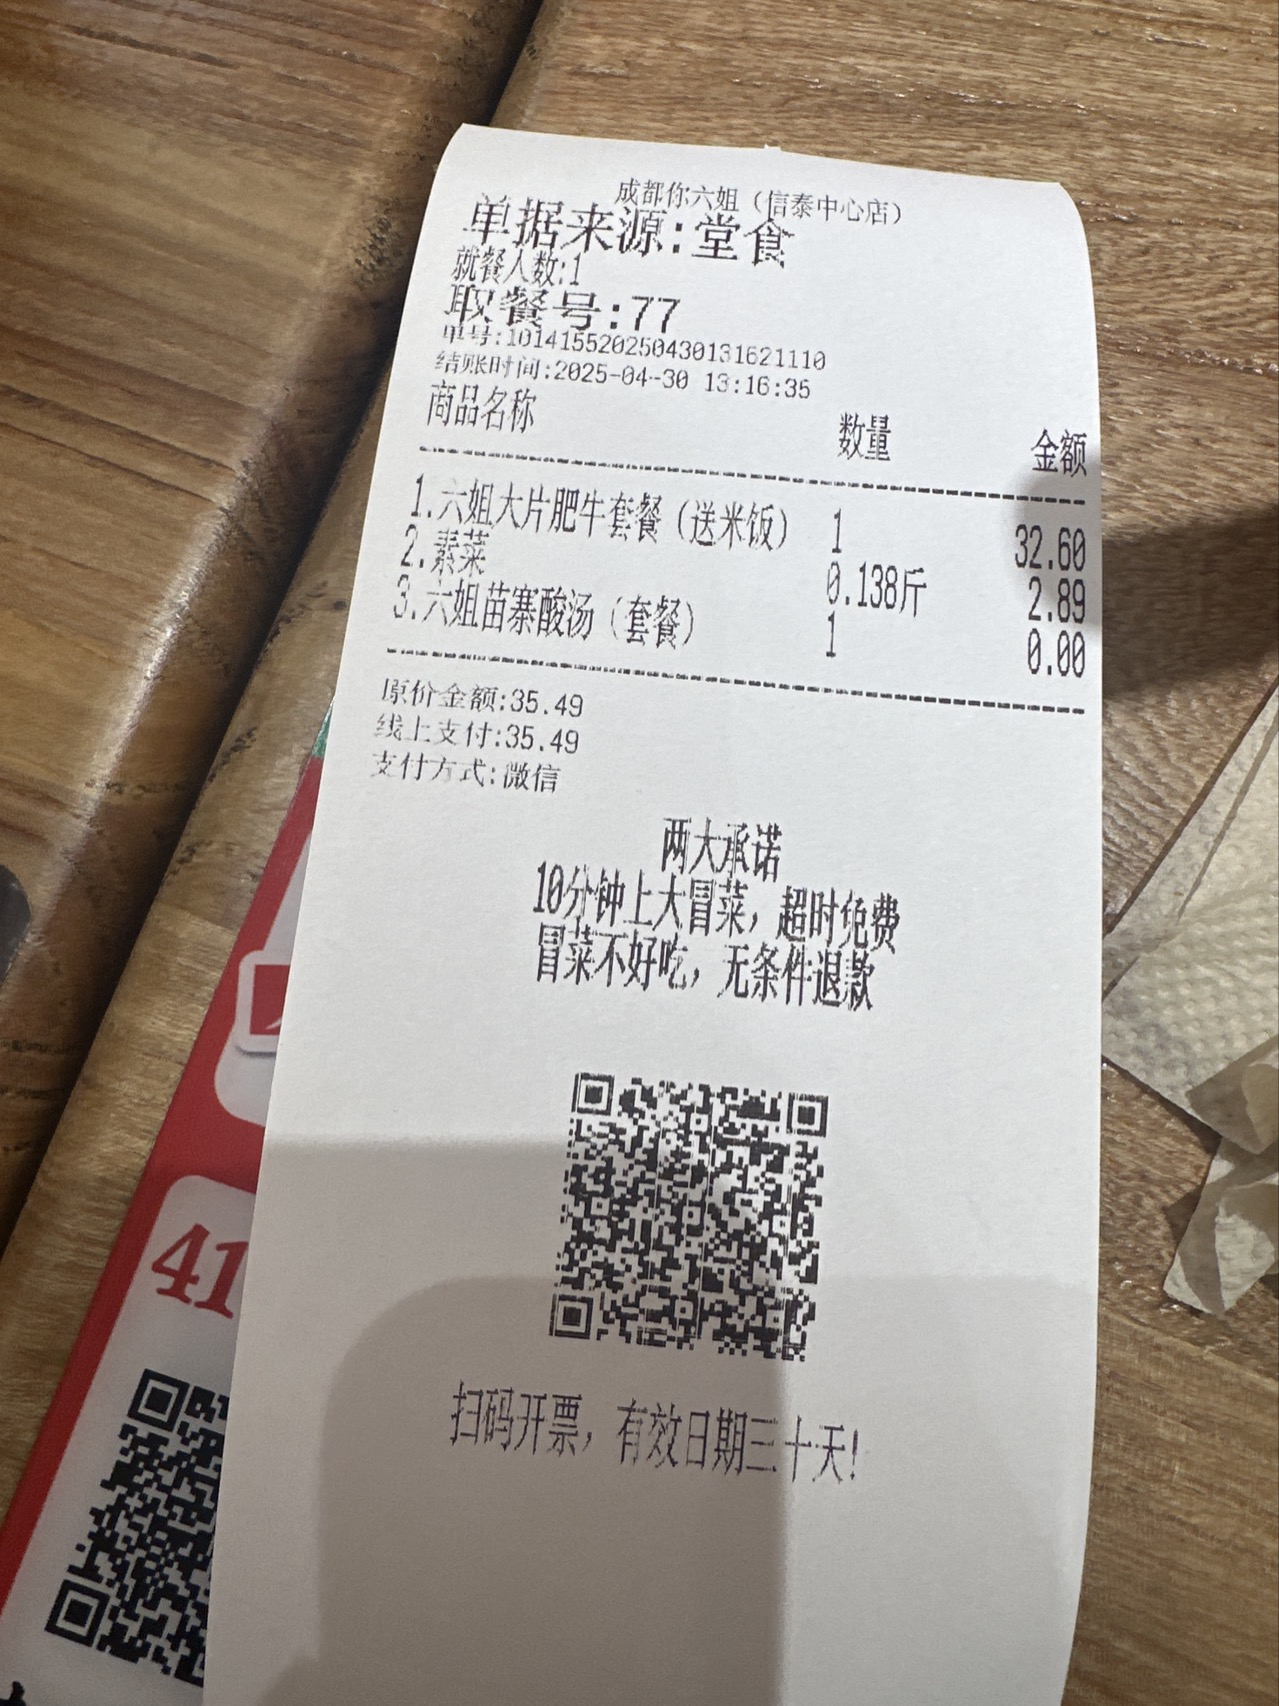 成都你六姐（信泰中心店）
单据来源:堂食
就餐人数:1
取餐号:77
单号:10141552025043013162​1110
结账时间:2025-04-30 13:16:35
商品名称 数量 金额
1.六姐大片肥牛套餐（送米饭） 1 32.60
2.素菜 0.138斤 2.89
3.六姐苗寨酸汤（套餐） 1 0.00
原价金额:35.49
线上支付:35.49
支付方式:微信
两大承诺
10分钟上大冒菜，超时免费
冒菜不好吃，无条件退款
扫码开票，有效日期三十天!
41